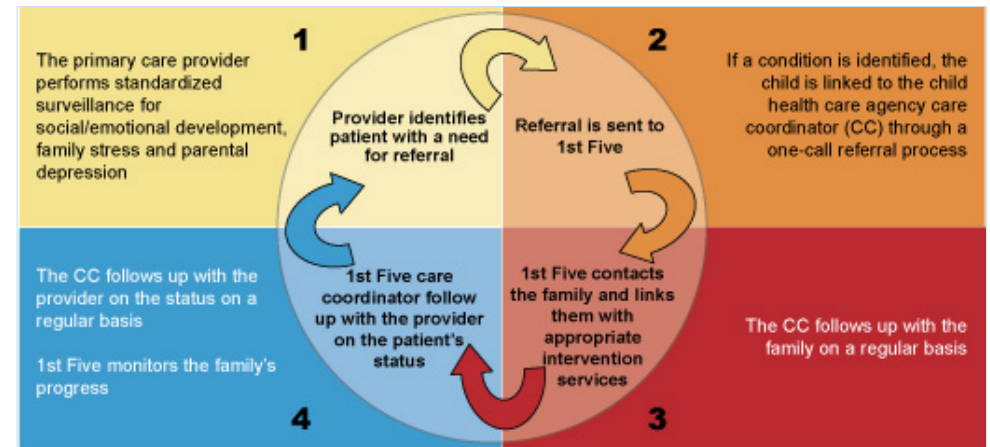 1
The primary care provider
performs standardized
surveillance for
social/emotional development,
family stress and parental
depression
Provider identifies
patient with a need
for referral
2
Referral is sent to
1st Five
If a condition is identified, the
child is linked to the child
health care agency care
coordinator (CC) through a
one-call referral process
1st Five contacts
the family and links
them with
appropriate
intervention
services
The CC follows up with the
family on a regular basis
3
The CC follows up with the
provider on the status on a
regular basis
1st Five monitors the family's
progress
1st Five care
coordinator follow
up with the provider
on the patient's
status
4